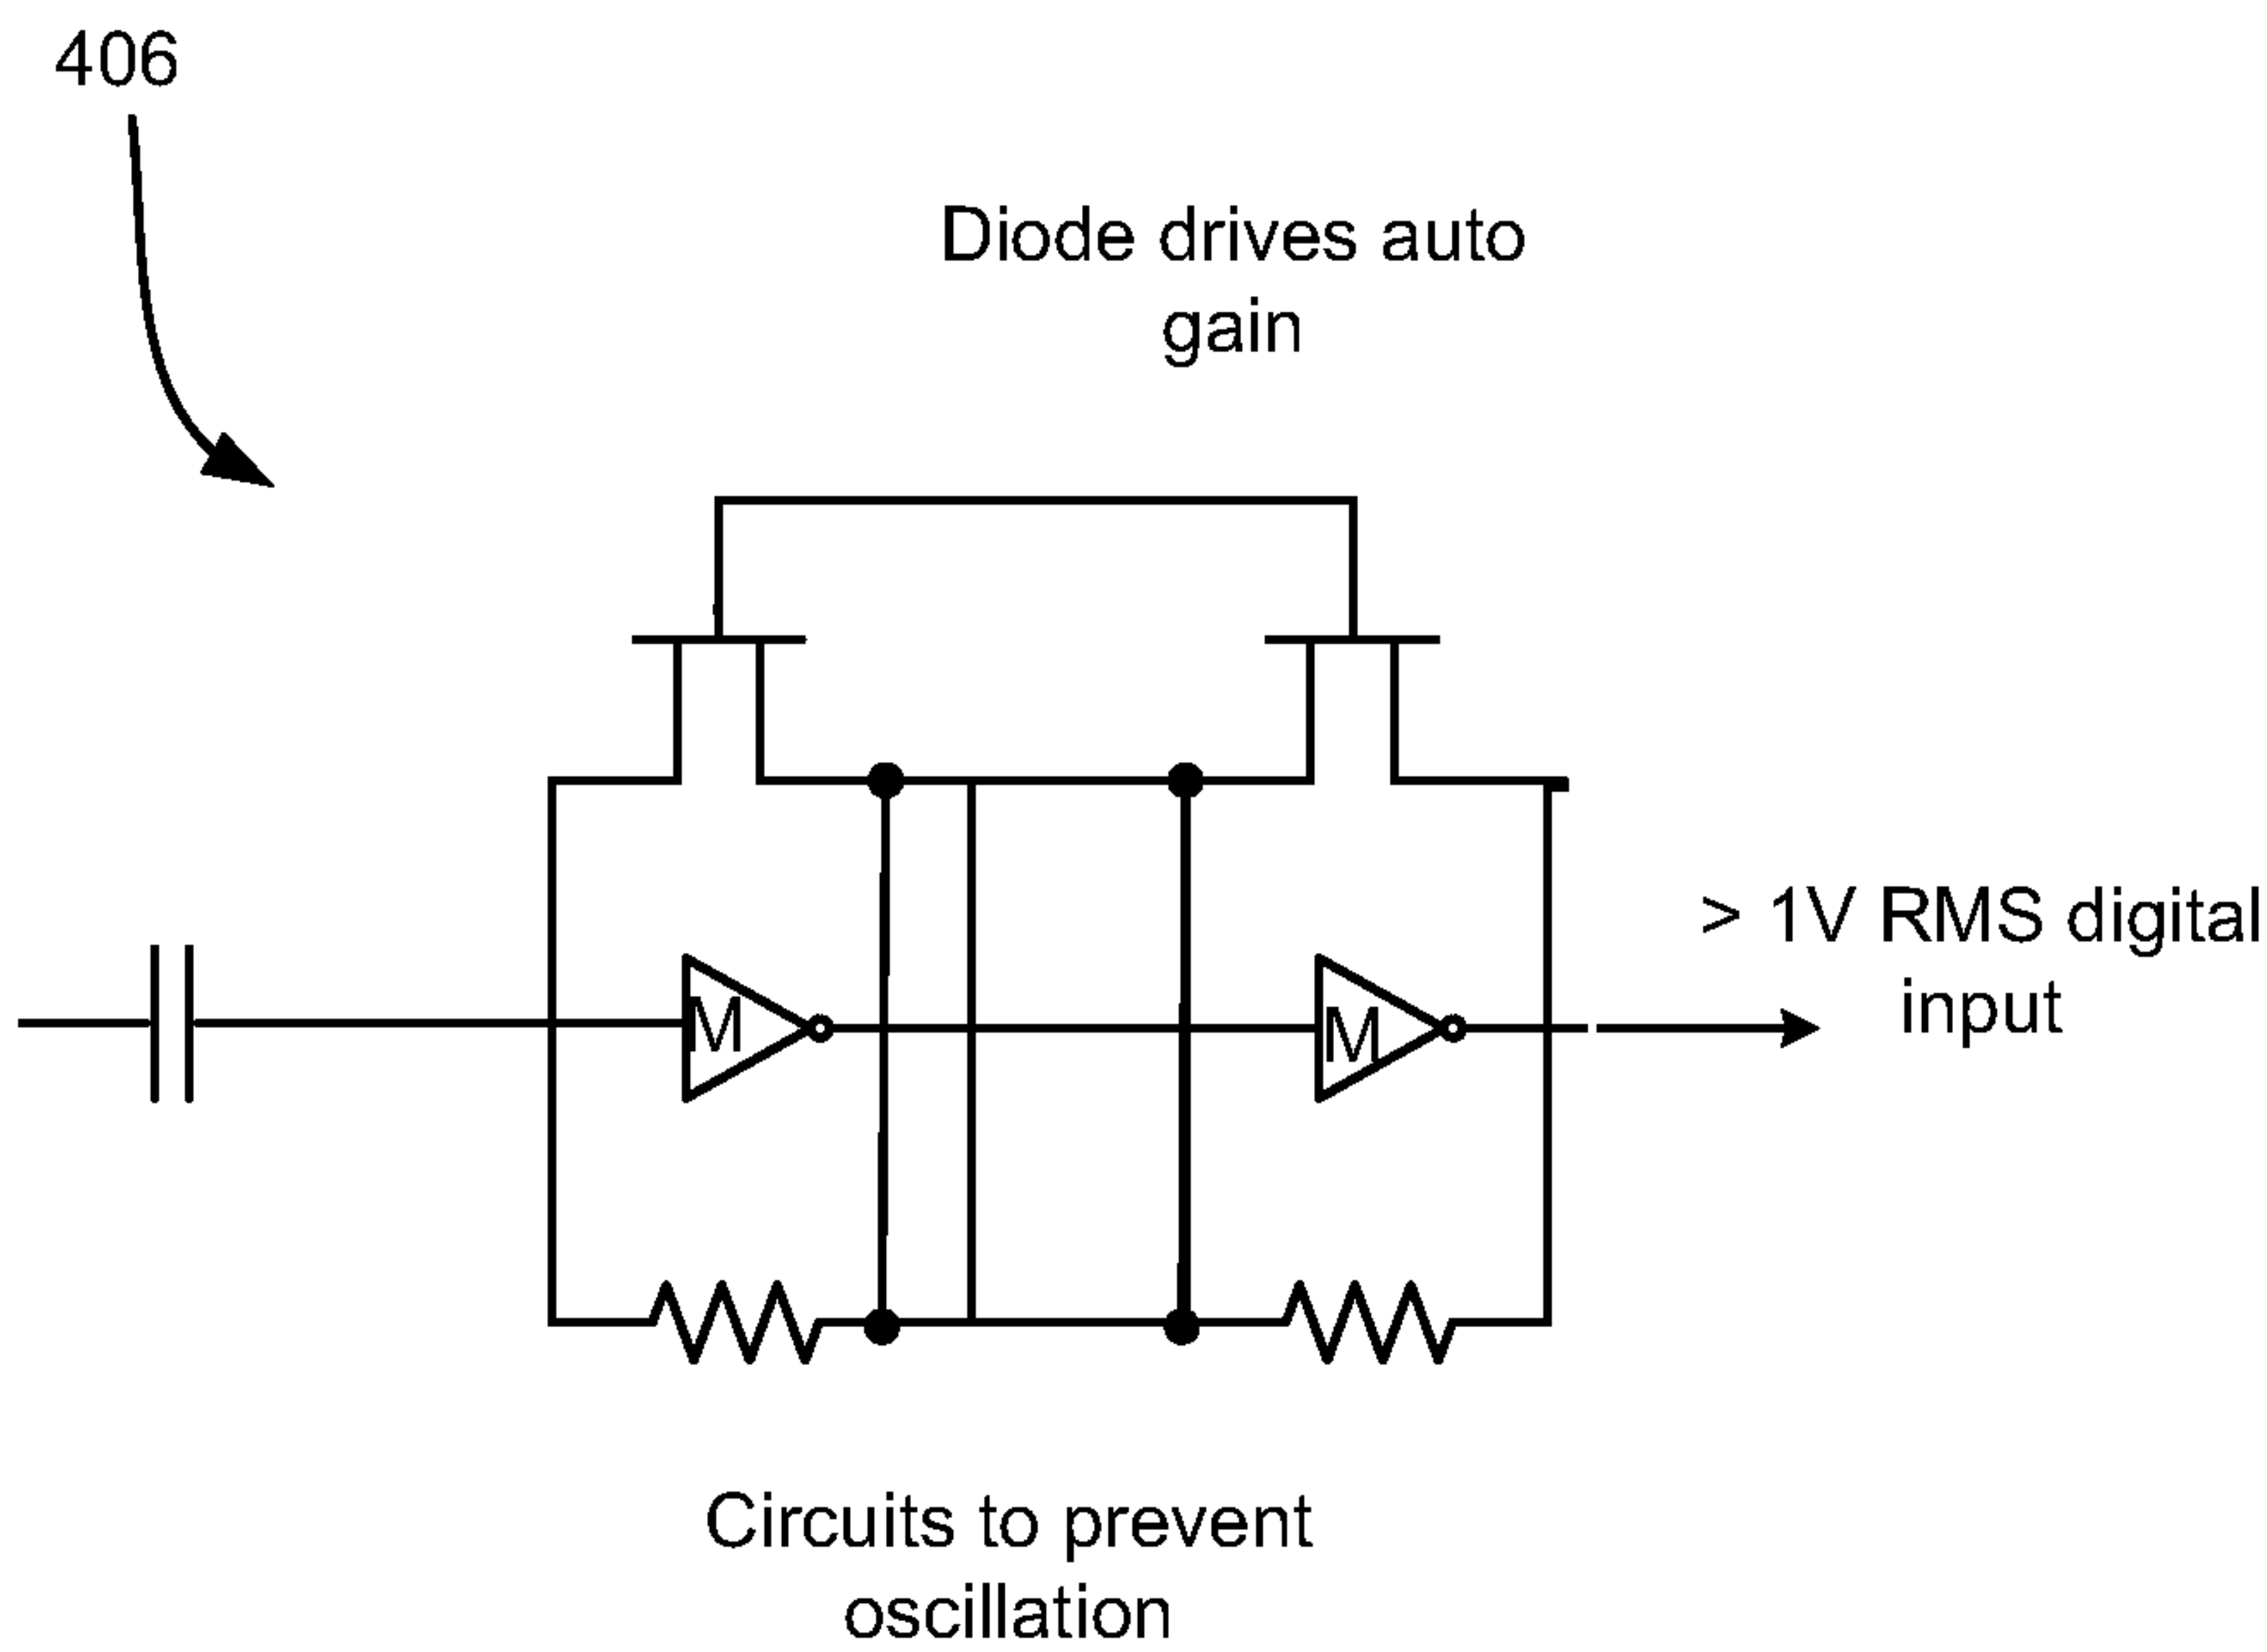 406
Diode drives auto
gain
> 1V RMS digital
input
M
M
Circuits to prevent
oscillation